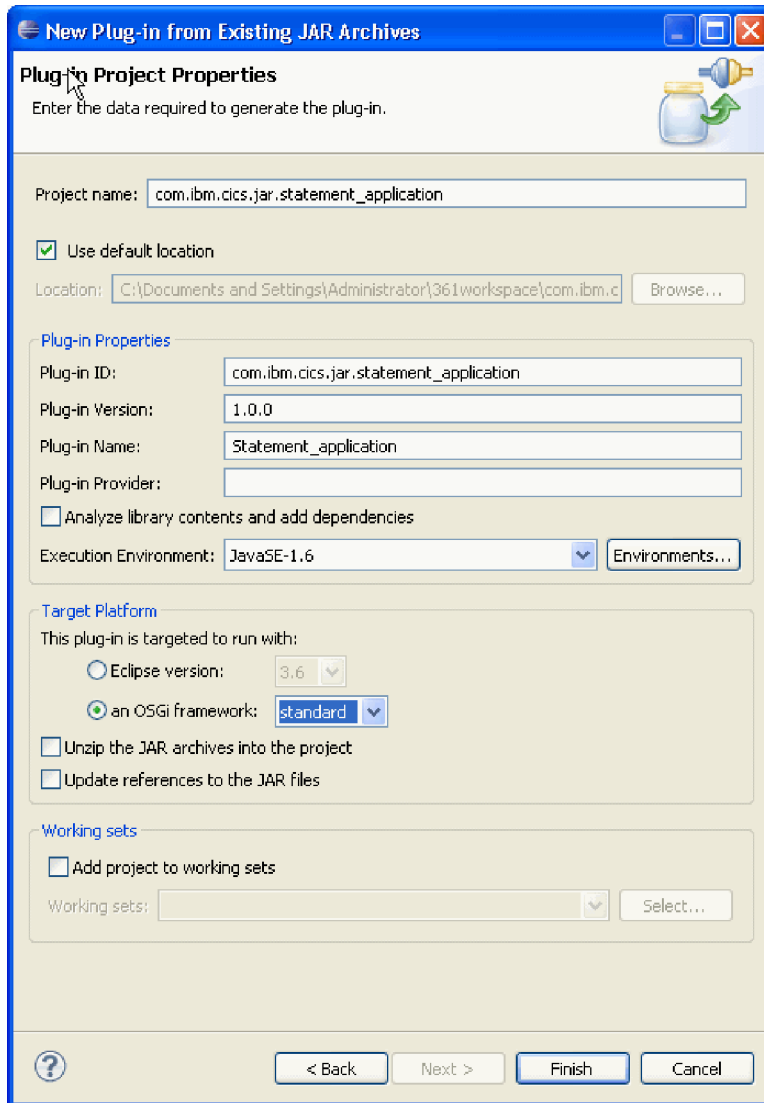 New Plug-in from Existing JAR Archives
Plug-in Project Properties
Enter the data required to generate the plug-in.
Project name: com.ibm.cics.jar.statement_application
Use default location
Location: C:\Documents and Settings\Administrator\361workspace\com.ibm.c Browse...
Plug-in Properties
Plug-in ID: com.ibm.cics.jar.statement_application
Plug-in Version: 1.0.0
Plug-in Name: Statement_application
Plug-in Provider:
Analyze library contents and add dependencies
Execution Environment: JavaSE-1.6 Environments...
Target Platform
This plug-in is targeted to run with:
Eclipse version: 3.6
an OSGi framework: standard
Unzip the JAR archives into the project
Update references to the JAR files
Working sets
Add project to working sets
Working sets: Select...
? < Back Next > Finish Cancel